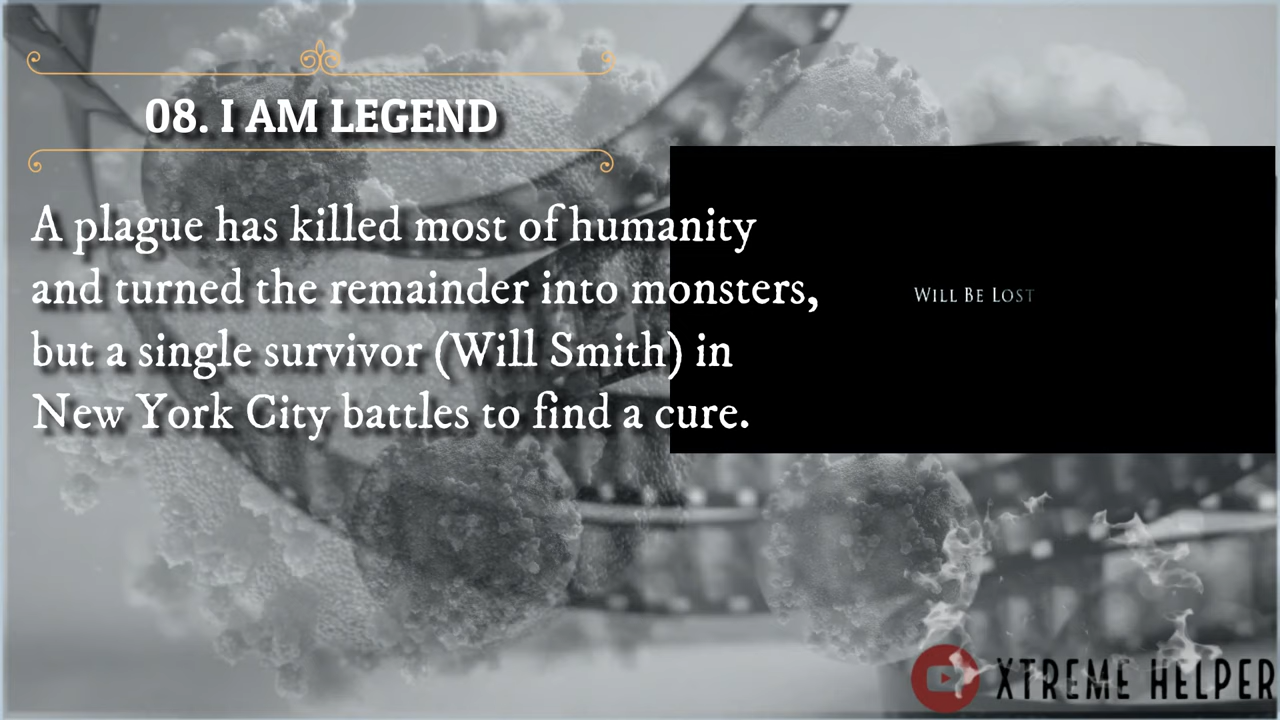 08. I AM LEGEND
A plague has killed most of humanity
and turned the remainder into monsters,
but a single survivor (Will Smith) in
New York City battles to find a cure.
WILL BE LOST
XTREME HELPER